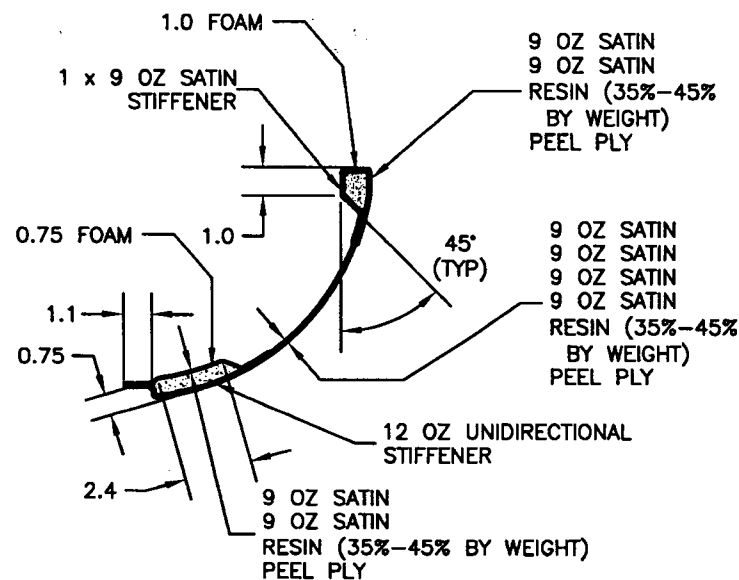 1.0 FOAM
1 x 9 OZ SATIN
STIFFENER
9 OZ SATIN
9 OZ SATIN
RESIN (35%-45%
BY WEIGHT)
PEEL PLY
1.0
0.75 FOAM
45°
(TYP)
9 OZ SATIN
9 OZ SATIN
9 OZ SATIN
9 OZ SATIN
RESIN (35%-45%
BY WEIGHT)
PEEL PLY
1.1
0.75
12 OZ UNIDIRECTIONAL
STIFFENER
2.4
9 OZ SATIN
9 OZ SATIN
RESIN (35%-45% BY WEIGHT)
PEEL PLY